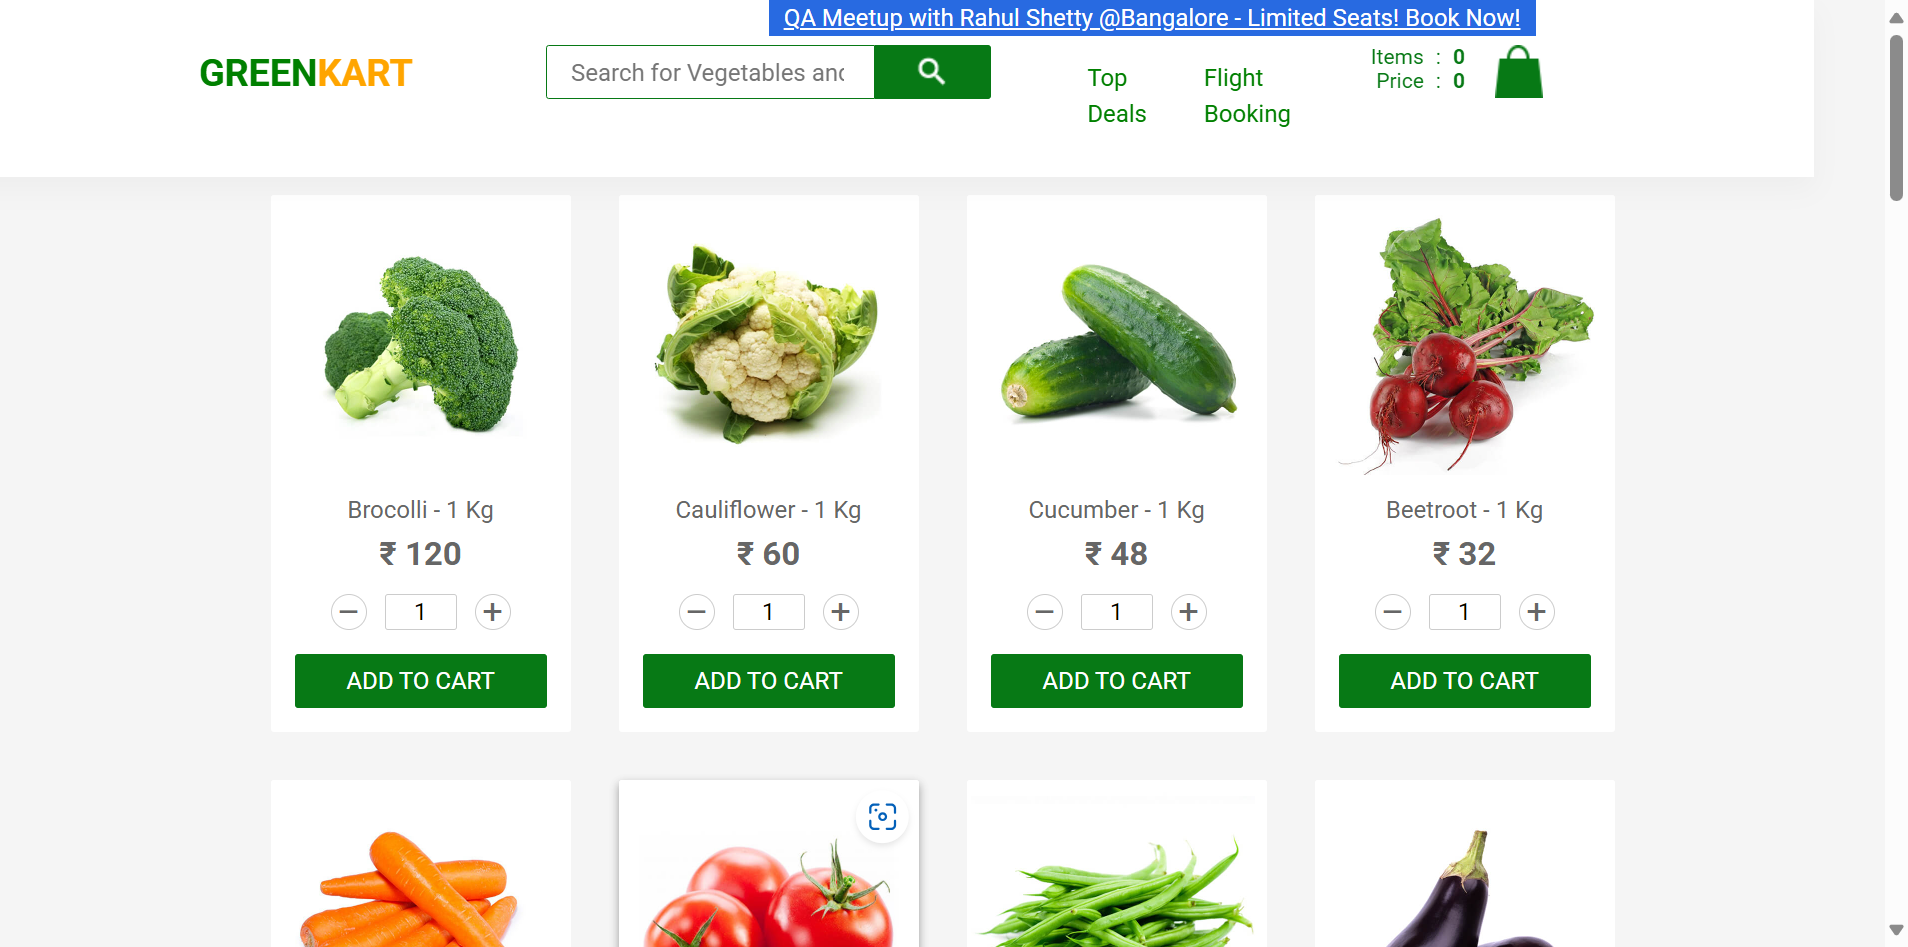 QA Meetup with Rahul Shetty @Bangalore - Limited Seats! Book Now!
GREENKART
Search for Vegetables and
Top Deals
Flight Booking
Items : 0
Price : 0
Brocolli - 1 Kg
₹ 120
− 1 +
ADD TO CART
Cauliflower - 1 Kg
₹ 60
− 1 +
ADD TO CART
Cucumber - 1 Kg
₹ 48
− 1 +
ADD TO CART
Beetroot - 1 Kg
₹ 32
− 1 +
ADD TO CART